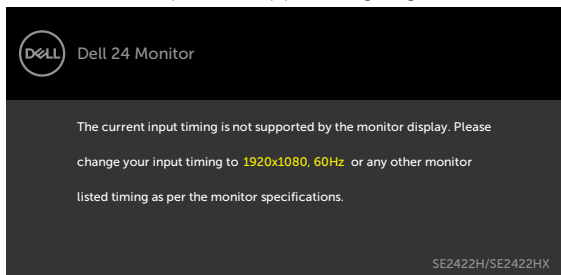 DELL
Dell 24 Monitor
The current input timing is not supported by the monitor display. Please
change your input timing to 1920x1080, 60Hz or any other monitor
listed timing as per the monitor specifications.
SE2422H/SE2422HX